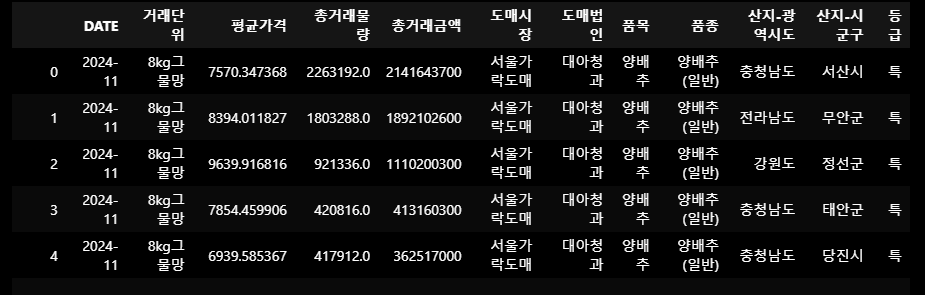 DATE 거래단위 평균가격 총거래물량 총거래금액 도매시장 도매법인 품목 품종 산지-광역시도 산지-시군구 등급
0 2024-11 8kg그물망 7570.347368 2263192.0 2141643700 서울가락도매 대아청과 양배추 양배추(일반) 충청남도 서산시 특
1 2024-11 8kg그물망 8394.011827 1803288.0 1892102600 서울가락도매 대아청과 양배추 양배추(일반) 전라남도 무안군 특
2 2024-11 8kg그물망 9639.916816 921336.0 1110200300 서울가락도매 대아청과 양배추 양배추(일반) 강원도 정선군 특
3 2024-11 8kg그물망 7854.459906 420816.0 413160300 서울가락도매 대아청과 양배추 양배추(일반) 충청남도 태안군 특
4 2024-11 8kg그물망 6939.585367 417912.0 362517000 서울가락도매 대아청과 양배추 양배추(일반) 충청남도 당진시 특